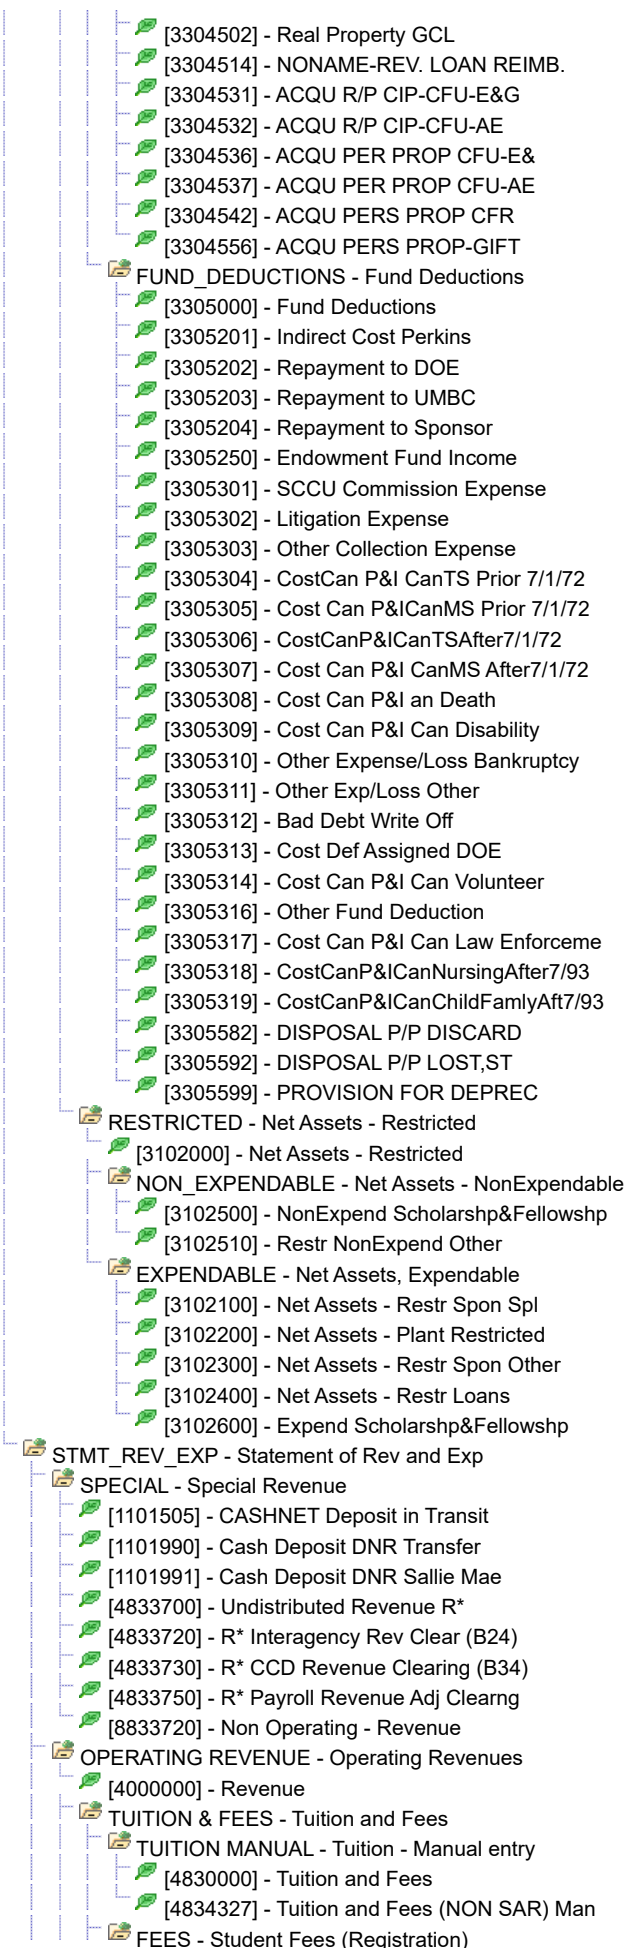 [3304502] - Real Property GCL
[3304514] - NONAME-REV. LOAN REIMB.
[3304531] - ACQU R/P CIP-CFU-E&G
[3304532] - ACQU R/P CIP-CFU-AE
[3304536] - ACQU PER PROP CFU-E&
[3304537] - ACQU PER PROP CFU-AE
[3304542] - ACQU PERS PROP CFR
[3304556] - ACQU PERS PROP-GIFT
FUND_DEDUCTIONS - Fund Deductions
[3305000] - Fund Deductions
[3305201] - Indirect Cost Perkins
[3305202] - Repayment to DOE
[3305203] - Repayment to UMBC
[3305204] - Repayment to Sponsor
[3305250] - Endowment Fund Income
[3305301] - SCCU Commission Expense
[3305302] - Litigation Expense
[3305303] - Other Collection Expense
[3305304] - CostCan P&I CanTS Prior 7/1/72
[3305305] - Cost Can P&ICanMS Prior 7/1/72
[3305306] - CostCanP&ICanTSAfter7/1/72
[3305307] - Cost Can P&I CanMS After7/1/72
[3305308] - Cost Can P&I an Death
[3305309] - Cost Can P&I Can Disability
[3305310] - Other Expense/Loss Bankruptcy
[3305311] - Other Exp/Loss Other
[3305312] - Bad Debt Write Off
[3305313] - Cost Def Assigned DOE
[3305314] - Cost Can P&I Can Volunteer
[3305316] - Other Fund Deduction
[3305317] - Cost Can P&I Can Law Enforceme
[3305318] - CostCanP&ICanNursingAfter7/93
[3305319] - CostCanP&ICanChildFamlyAft7/93
[3305582] - DISPOSAL P/P DISCARD
[3305592] - DISPOSAL P/P LOST,ST
[3305599] - PROVISION FOR DEPREC
RESTRICTED - Net Assets - Restricted
[3102000] - Net Assets - Restricted
NON_EXPENDABLE - Net Assets - NonExpendable
[3102500] - NonExpend Scholarshp&Fellowshp
[3102510] - Restr NonExpend Other
EXPENDABLE - Net Assets, Expendable
[3102100] - Net Assets - Restr Spon Spl
[3102200] - Net Assets - Plant Restricted
[3102300] - Net Assets - Restr Spon Other
[3102400] - Net Assets - Restr Loans
[3102600] - Expend Scholarshp&Fellowshp
STMT_REV_EXP - Statement of Rev and Exp
SPECIAL - Special Revenue
[1101505] - CASHNET Deposit in Transit
[1101990] - Cash Deposit DNR Transfer
[1101991] - Cash Deposit DNR Sallie Mae
[4833700] - Undistributed Revenue R*
[4833720] - R* Interagency Rev Clear (B24)
[4833730] - R* CCD Revenue Clearing (B34)
[4833750] - R* Payroll Revenue Adj Clearng
[8833720] - Non Operating - Revenue
OPERATING REVENUE - Operating Revenues
[4000000] - Revenue
TUITION & FEES - Tuition and Fees
TUITION MANUAL - Tuition - Manual entry
[4830000] - Tuition and Fees
[4834327] - Tuition and Fees (NON SAR) Man
FEES - Student Fees (Registration)